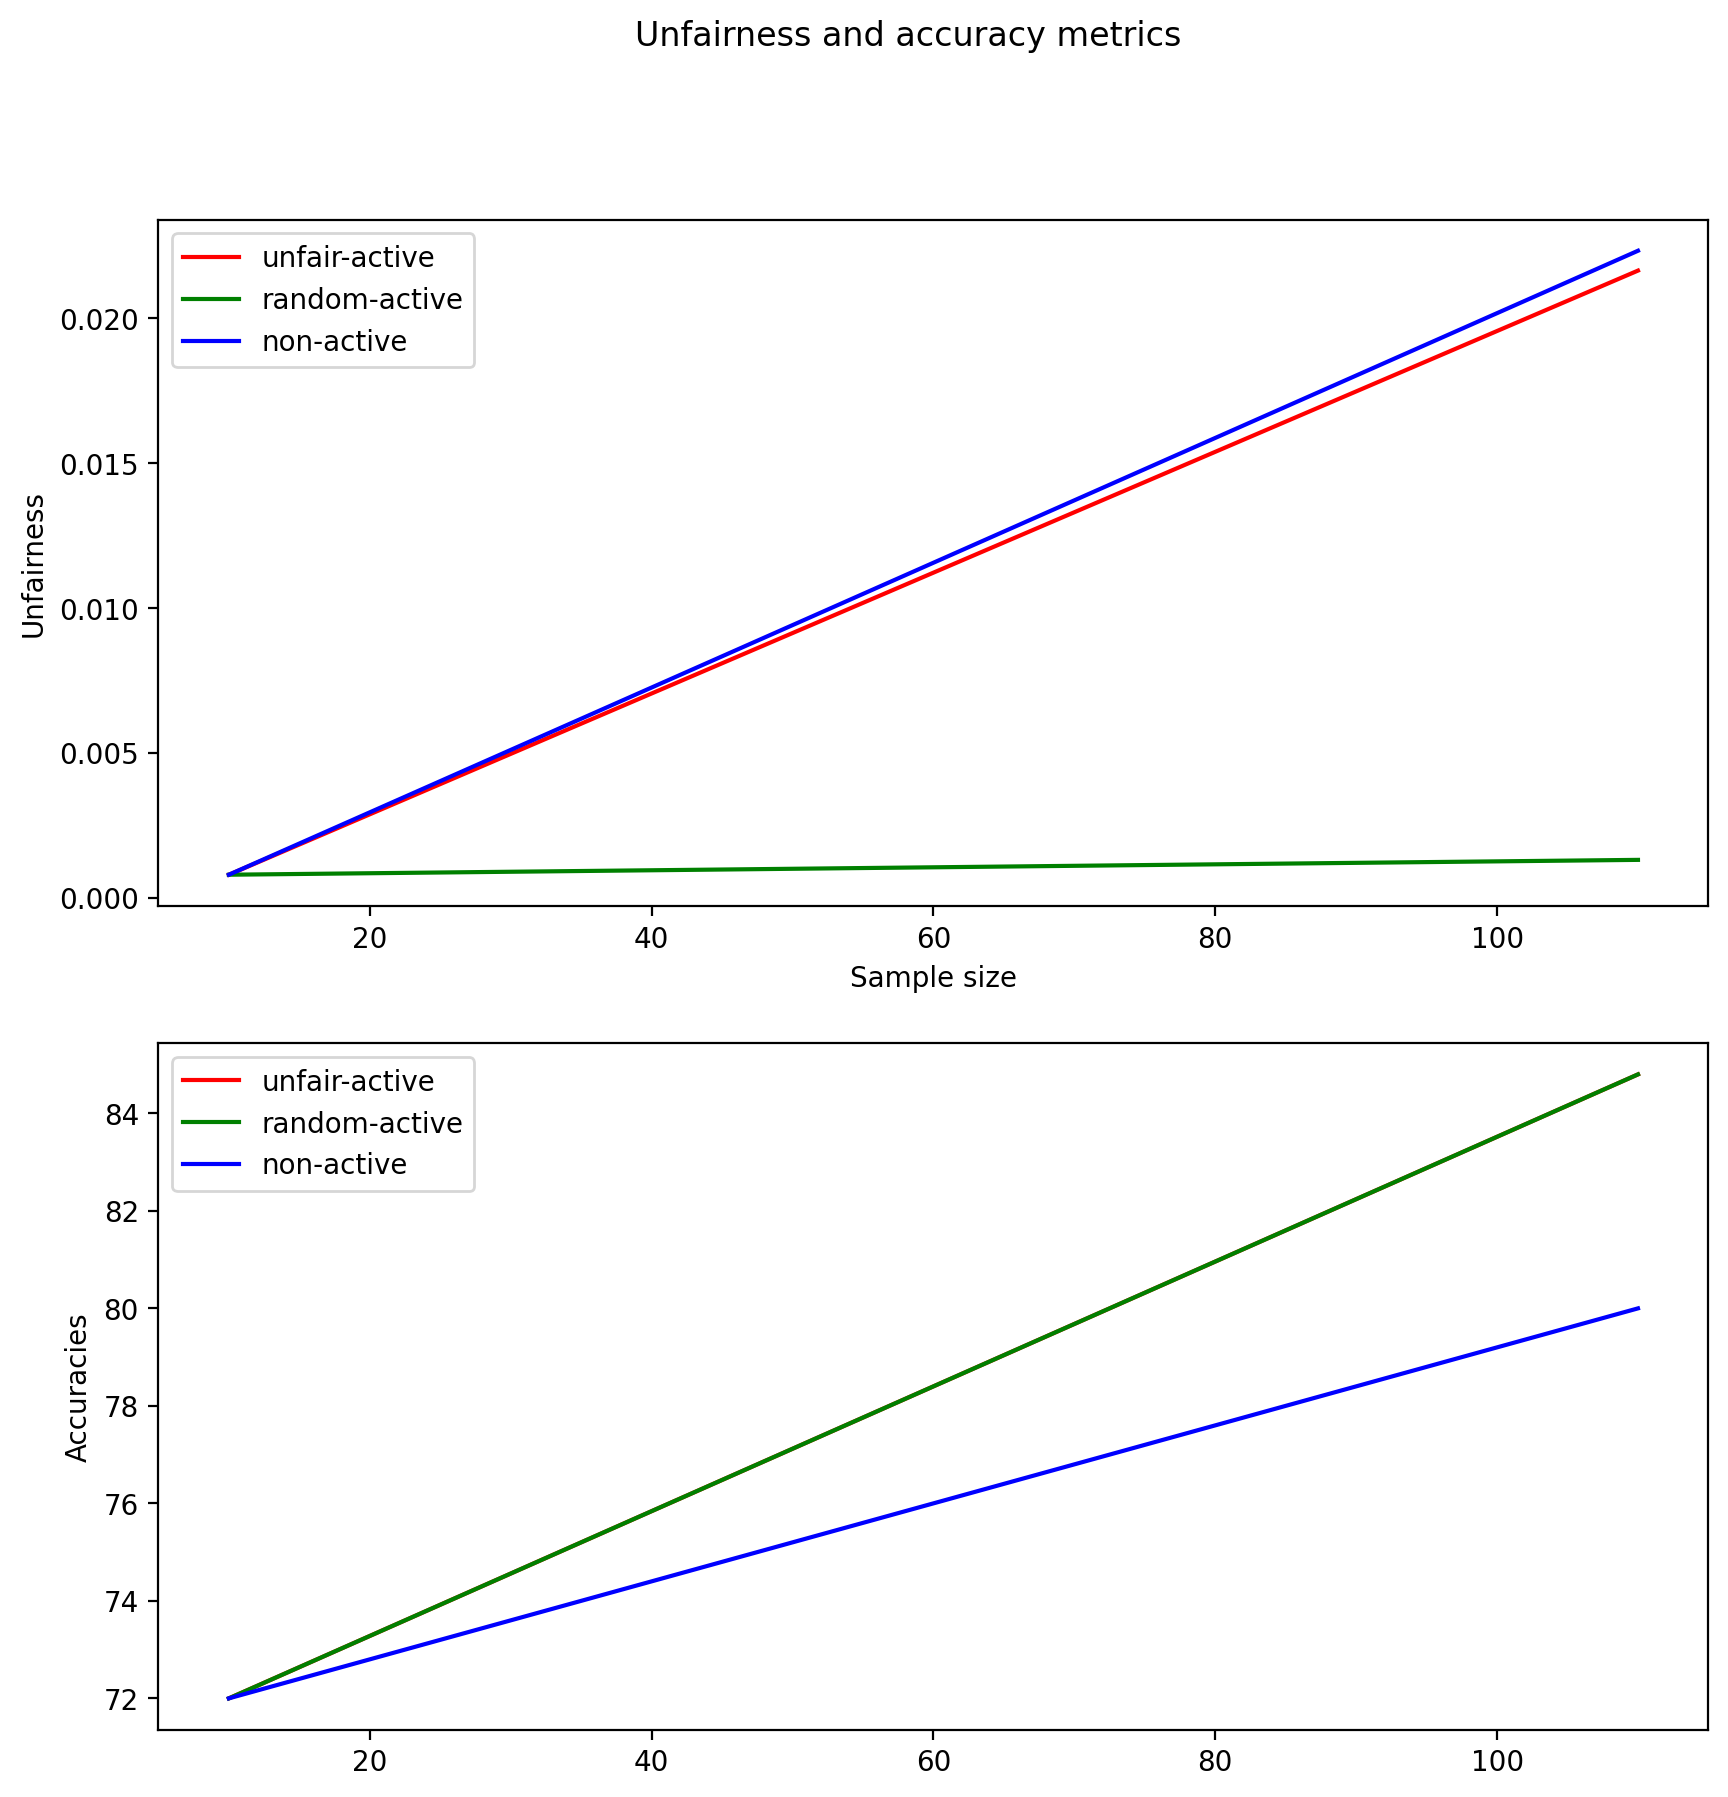 Unfairness and accuracy metrics
unfair-active
random-active
non-active
0.020
0.015
0.010
0.005
0.000
Unfairness
20 40 60 80 100
Sample size
unfair-active
random-active
non-active
84
82
80
78
76
74
72
Accuracies
20 40 60 80 100